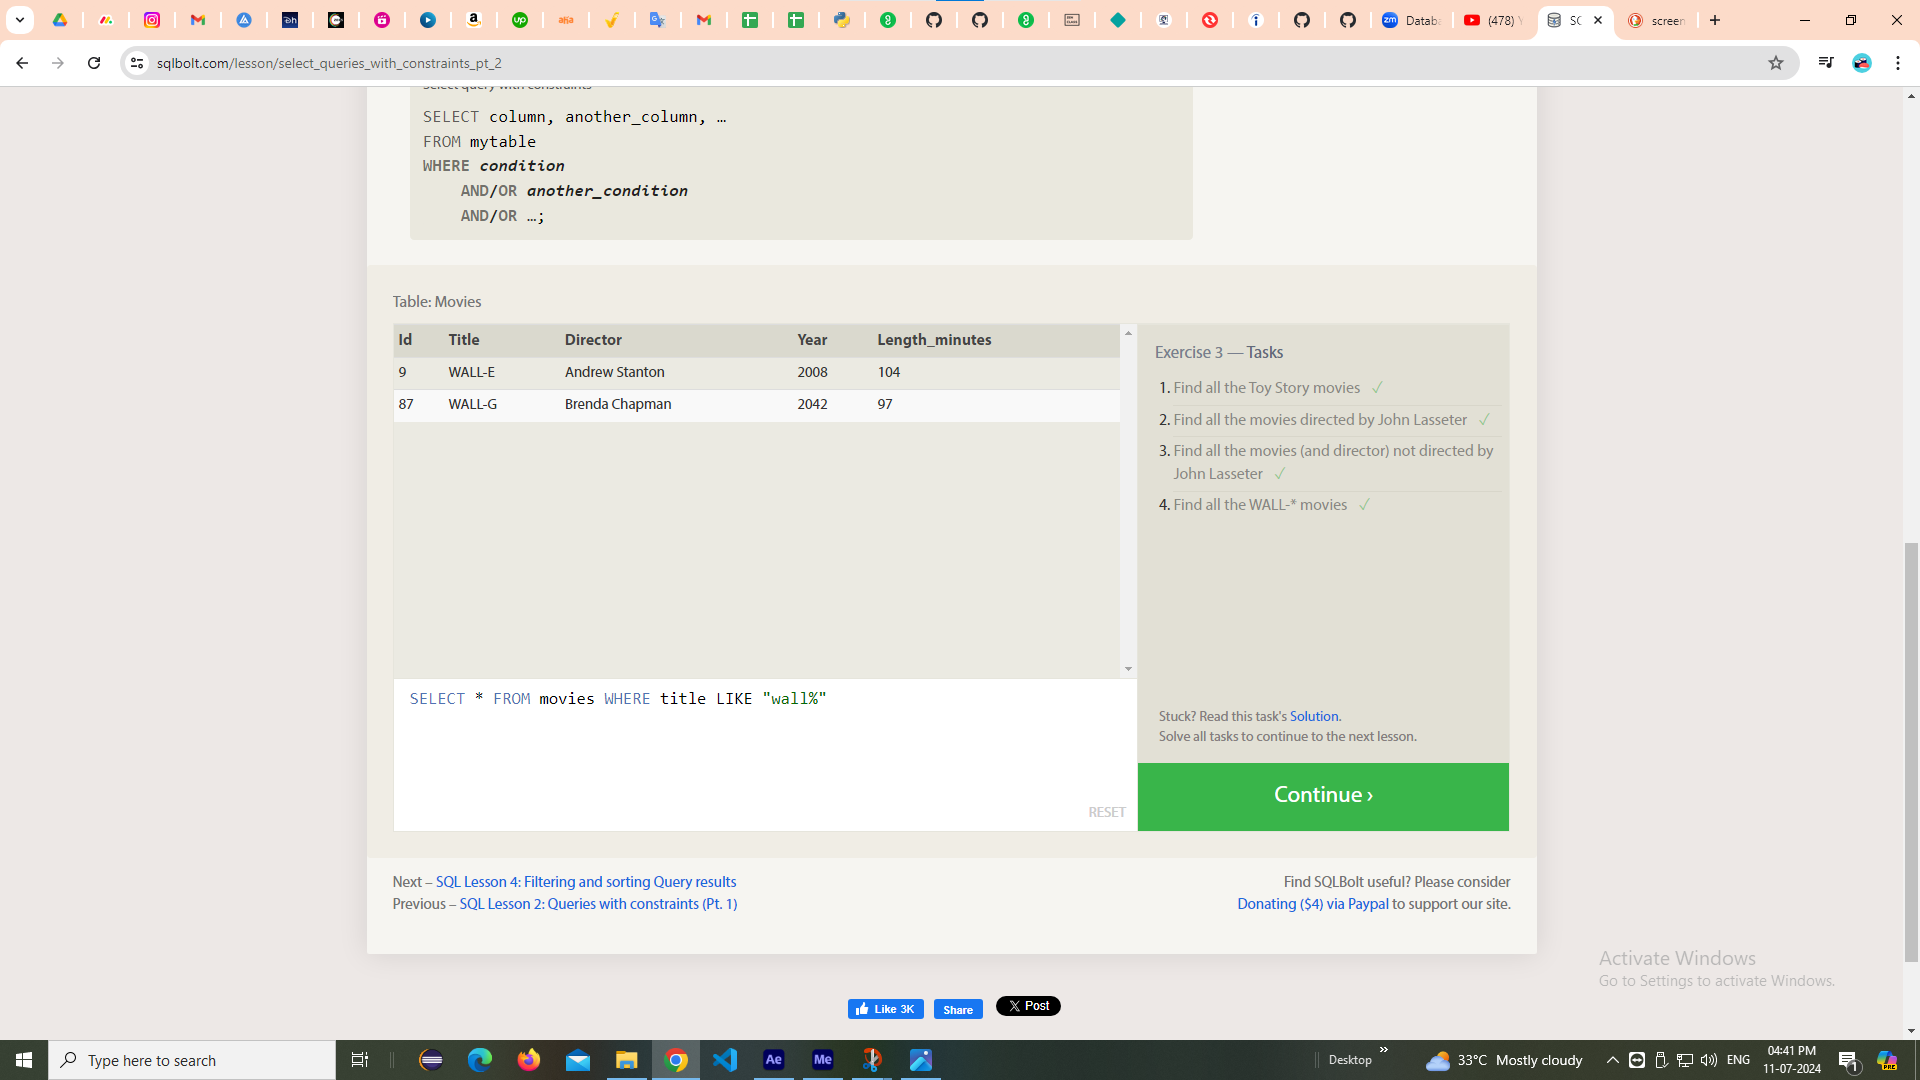 SC
Databa
(478) Y
screen
sqlbolt.com/lesson/select_queries_with_constraints_pt_2
Select query with constraints
SELECT column, another_column, …
FROM mytable
WHERE condition
AND/OR another_condition
AND/OR …;
Table: Movies
Id Title Director Year Length_minutes
9 WALL-E Andrew Stanton 2008 104
87 WALL-G Brenda Chapman 2042 97
Exercise 3 — Tasks
1. Find all the Toy Story movies ✓
2. Find all the movies directed by John Lasseter ✓
3. Find all the movies (and director) not directed by
John Lasseter ✓
4. Find all the WALL-* movies ✓
SELECT * FROM movies WHERE title LIKE "wall%"
RESET
Stuck? Read this task's Solution.
Solve all tasks to continue to the next lesson.
Continue ›
Next – SQL Lesson 4: Filtering and sorting Query results
Previous – SQL Lesson 2: Queries with constraints (Pt. 1)
Find SQLBolt useful? Please consider
Donating ($4) via Paypal to support our site.
Activate Windows
Go to Settings to activate Windows.
Like 3K
Share
X Post
Type here to search
Ae
Me
Desktop »
33°C Mostly cloudy
ENG
04:41 PM
11-07-2024
1